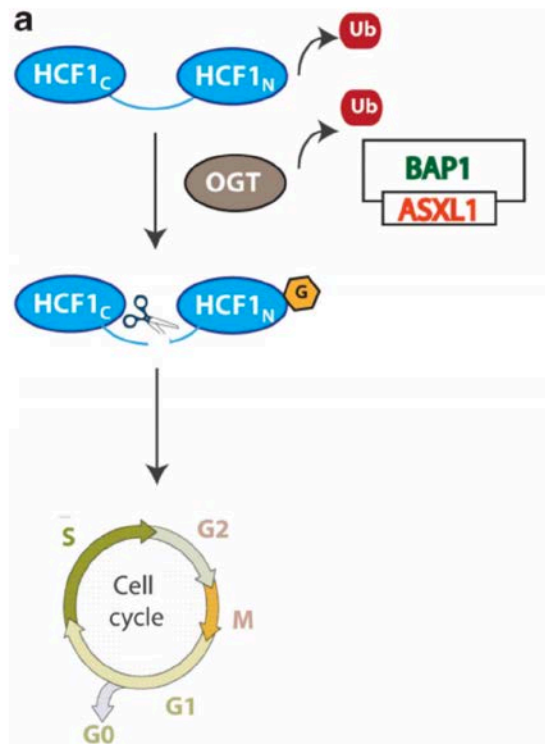 a
Ub
HCF1C HCF1N
Ub
OGT
BAP1
ASXL1
HCF1C HCF1N G
S G2
Cell
cycle
M
G1
G0